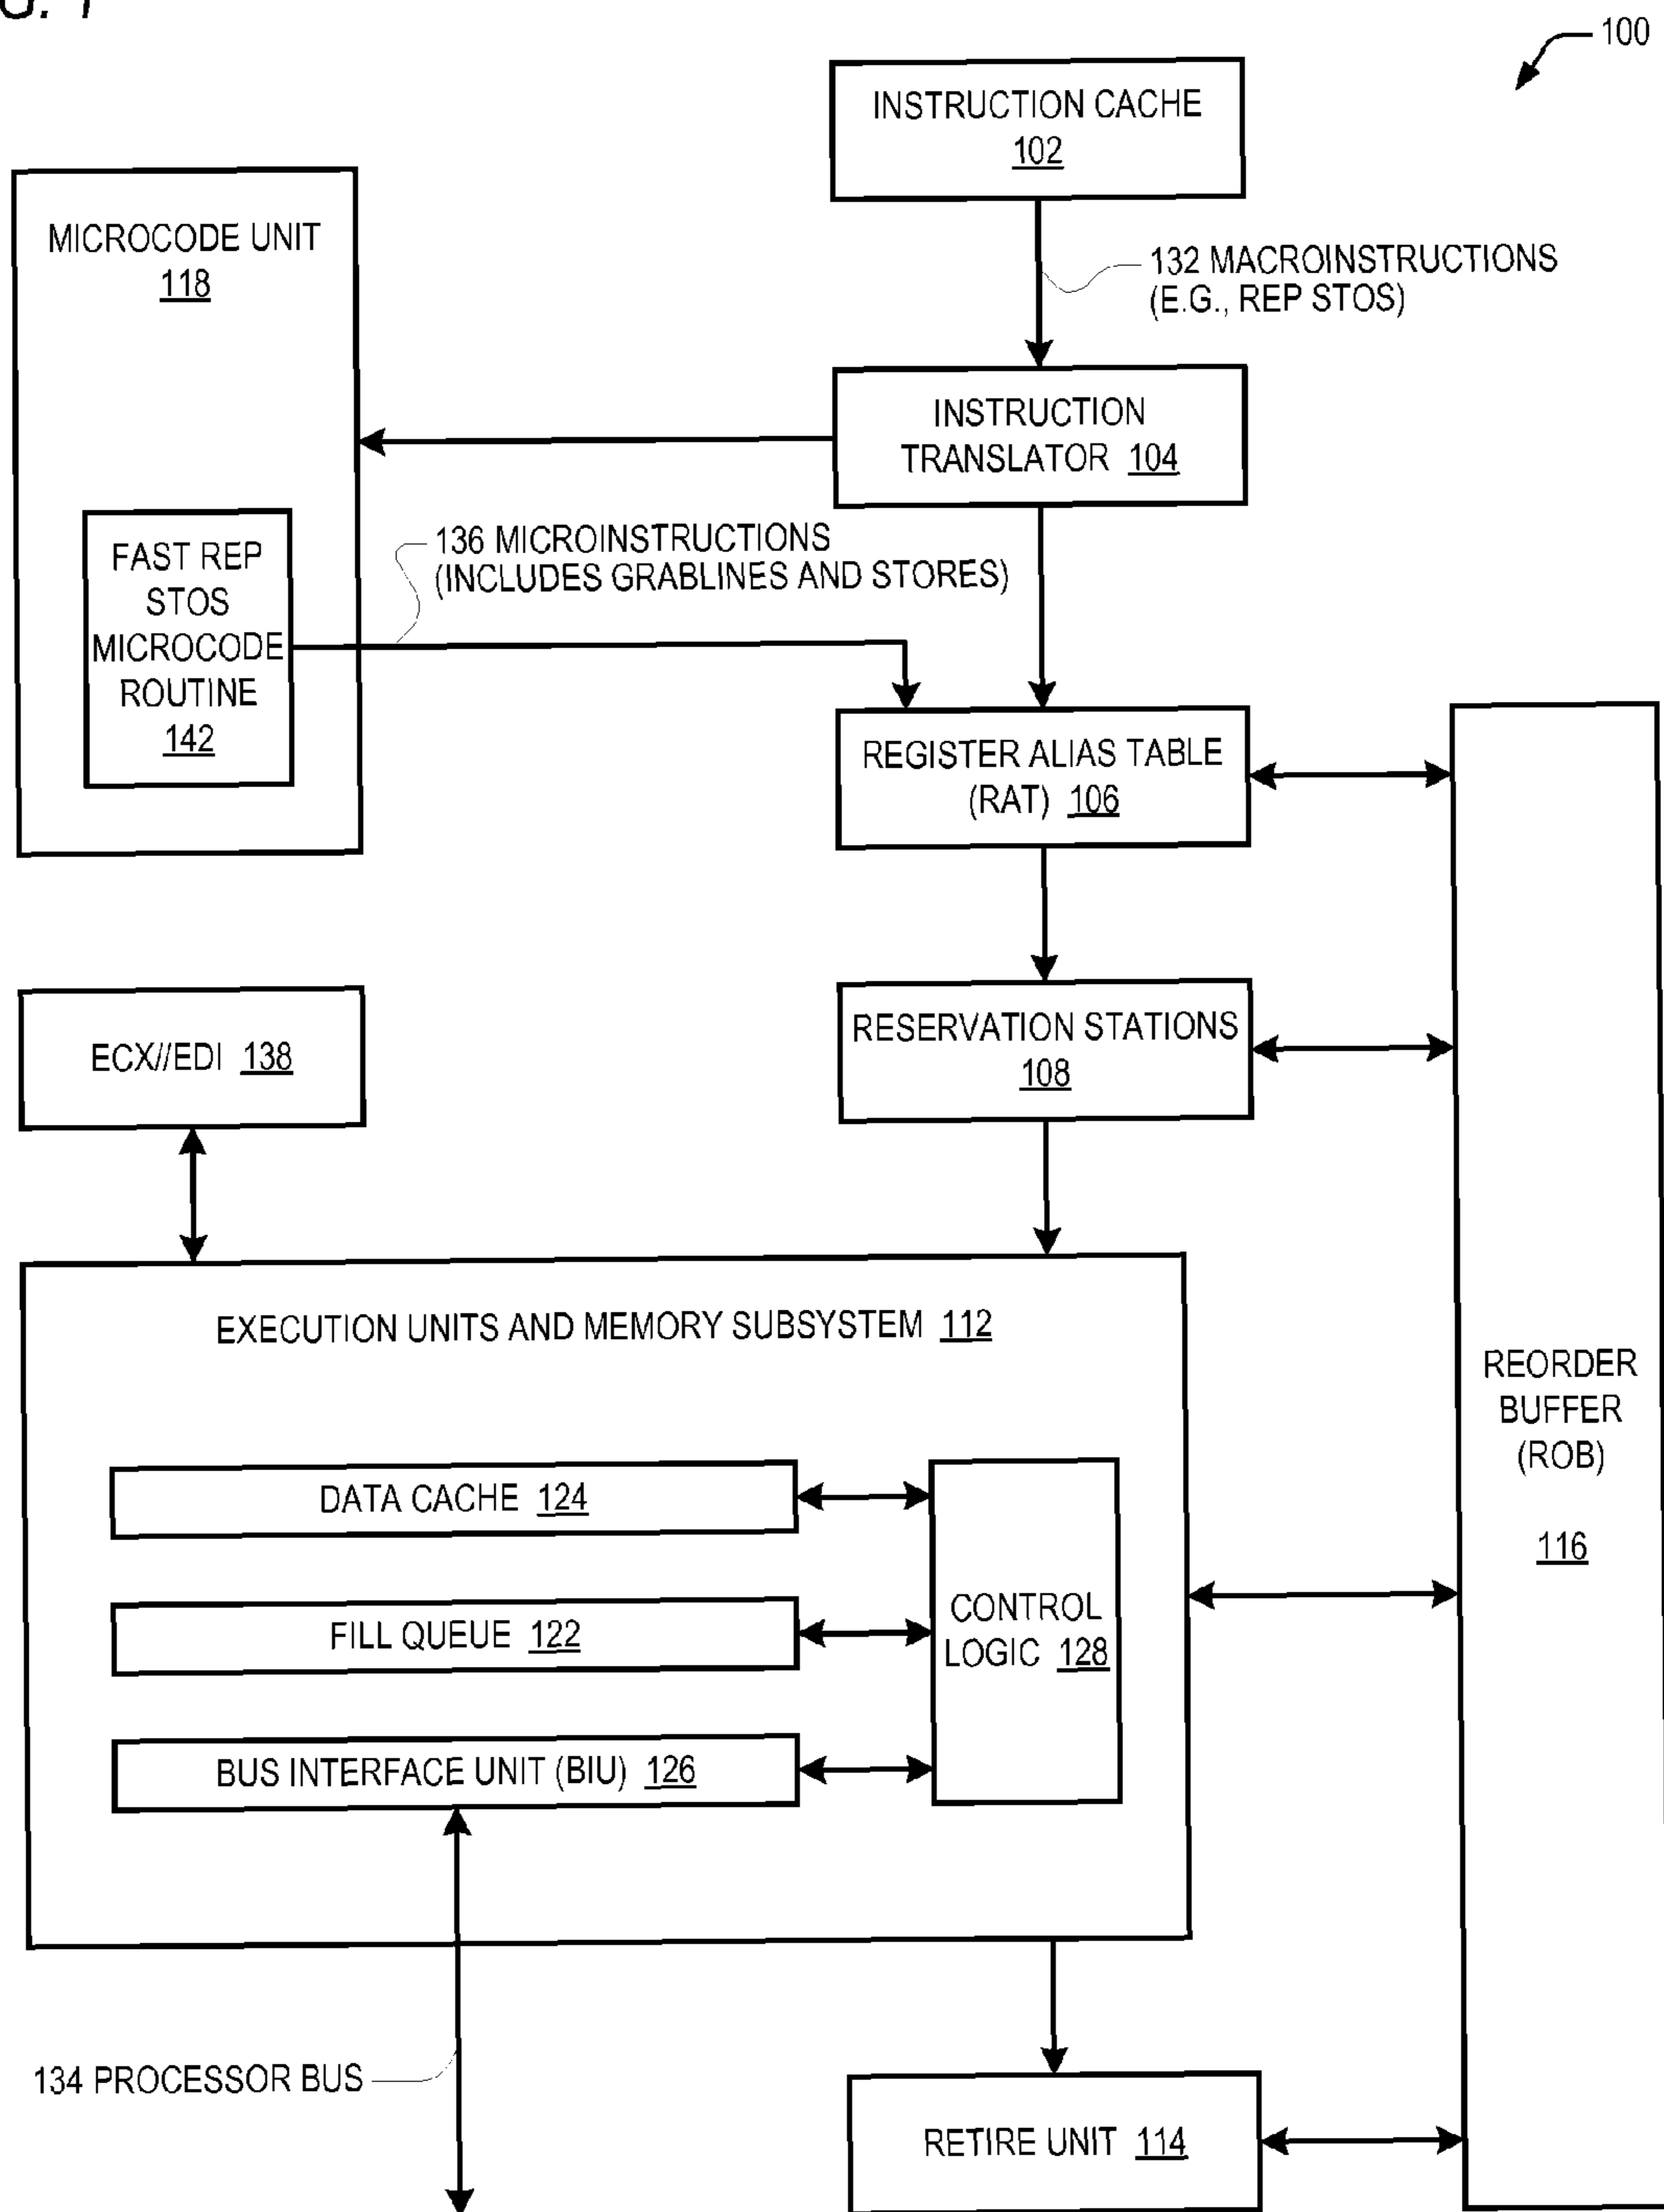 G. 1
100
INSTRUCTION CACHE
102
MICROCODE UNIT
118
132 MACROINSTRUCTIONS
(E.G., REP STOS)
INSTRUCTION
TRANSLATOR 104
136 MICROINSTRUCTIONS
(INCLUDES GRABLINES AND STORES)
FAST REP
STOS
MICROCODE
ROUTINE
142
REGISTER ALIAS TABLE
(RAT) 106
RESERVATION STATIONS
108
ECX//EDI 138
EXECUTION UNITS AND MEMORY SUBSYSTEM 112
REORDER
BUFFER
(ROB)
116
DATA CACHE 124
FILL QUEUE 122
CONTROL
LOGIC 128
BUS INTERFACE UNIT (BIU) 126
134 PROCESSOR BUS
RETIRE UNIT 114